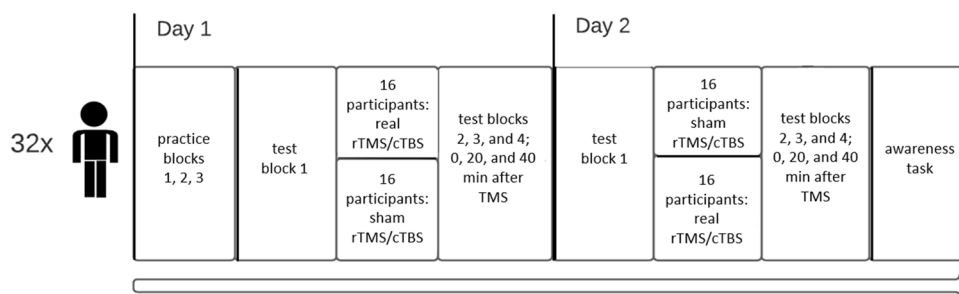 Day 1
Day 2
32x
practice
blocks
1, 2, 3
test
block 1
16
participants:
real
rTMS/cTBS
16
participants:
sham
rTMS/cTBS
test blocks
2, 3, and 4;
0, 20, and 40
min after
TMS
test
block 1
16
participants:
sham
rTMS/cTBS
16
participants:
real
rTMS/cTBS
test blocks
2, 3, and 4;
0, 20, and 40
min after
TMS
awareness
task